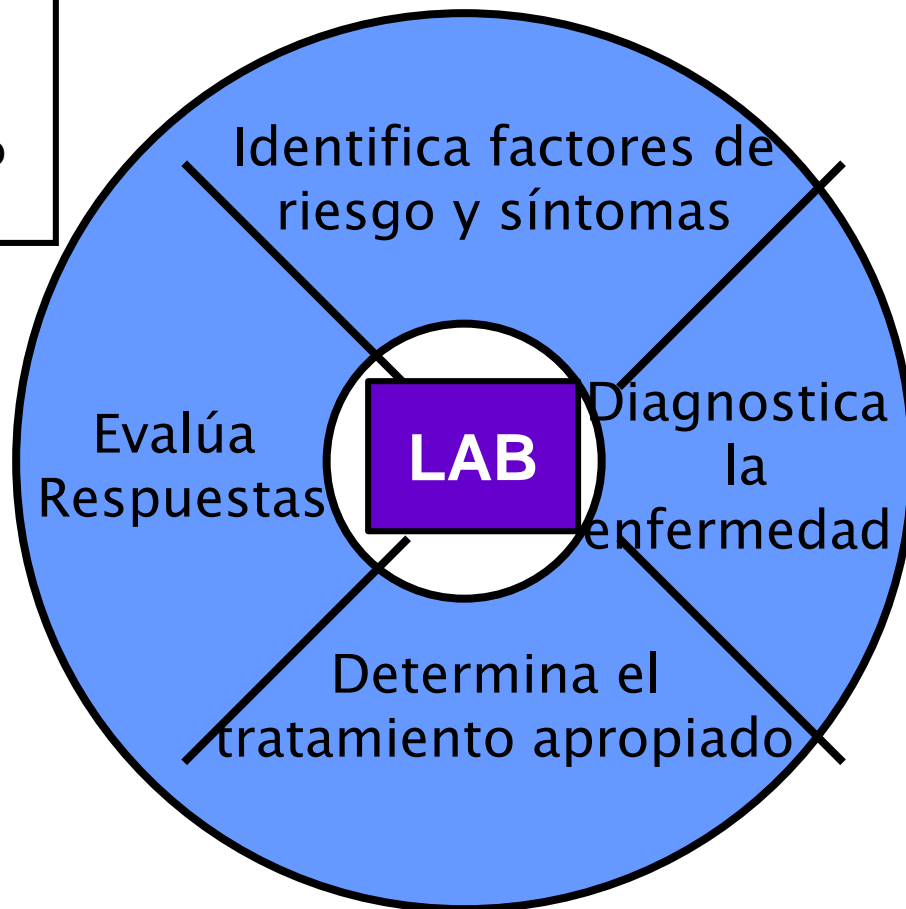 Identifica factores de
riesgo y síntomas
Evalúa
Respuestas
LAB
Diagnostica
la
enfermedad
Determina el
tratamiento apropiado